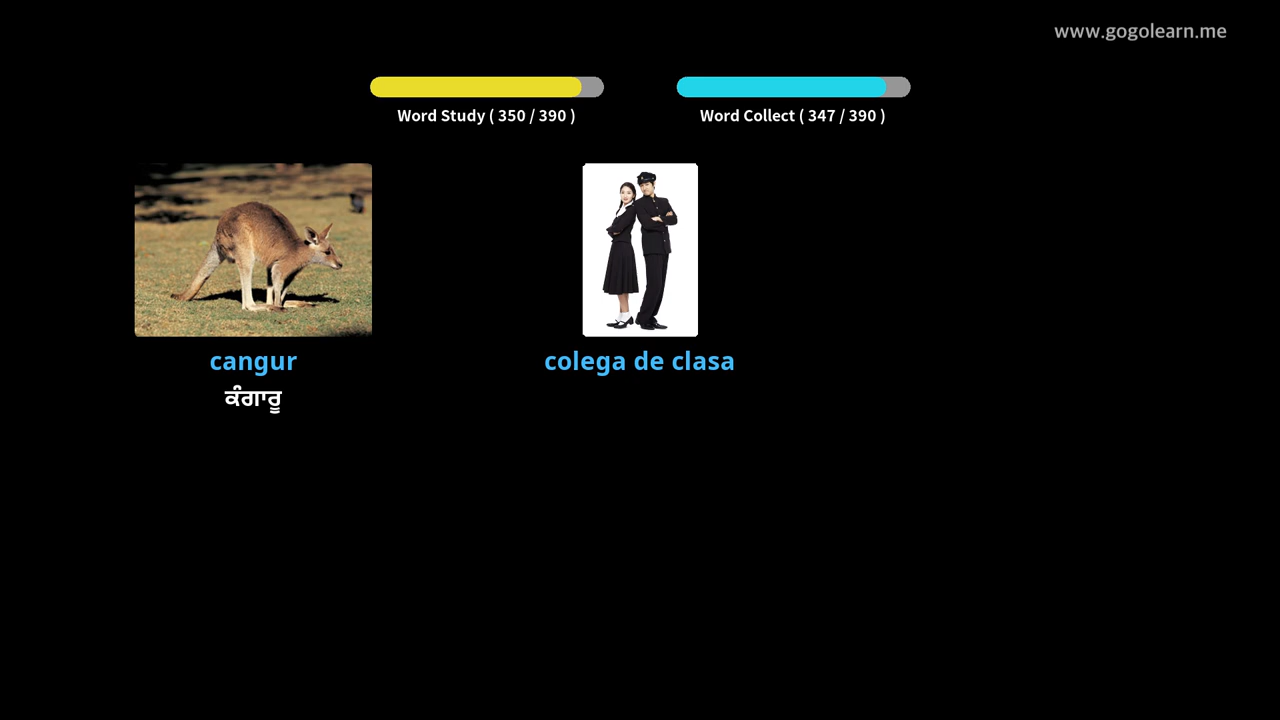 www.gogolearn.me
Word Study ( 350 / 390 )
Word Collect ( 347 / 390 )
cangur
colega de clasa
ਕੰਗਾਰੂ